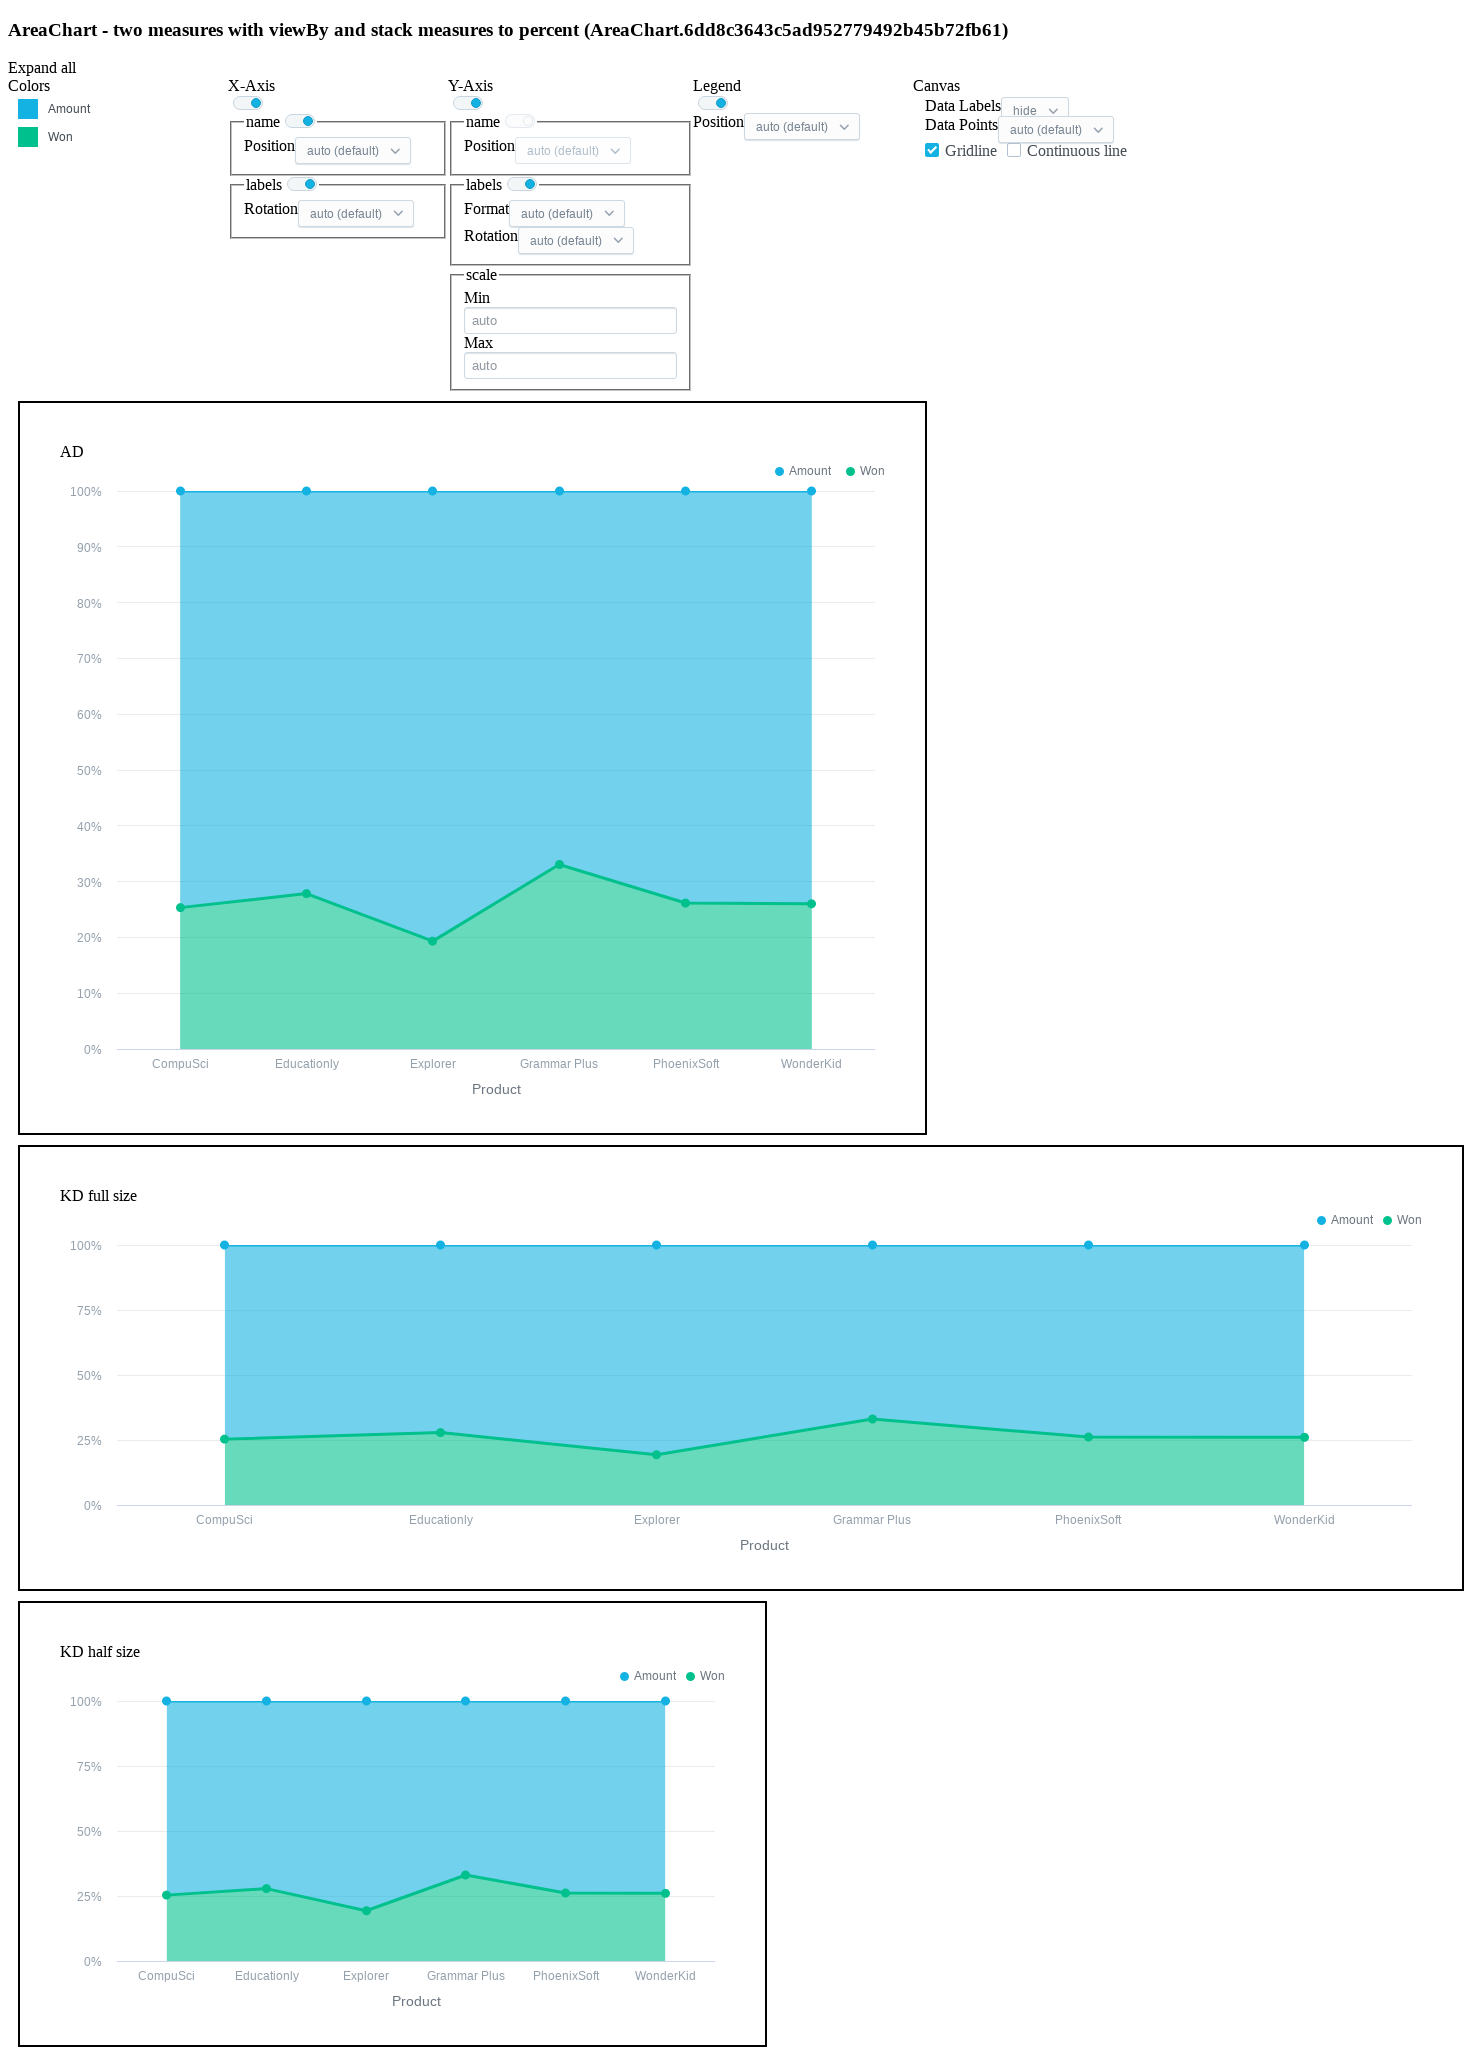 AreaChart - two measures with viewBy and stack measures to percent (AreaChart.6dd8c3643c5ad952779492b45b72fb61)
Expand all
Colors
Amount
Won
X-Axis
name
Position auto (default)
labels
Rotation auto (default)
Y-Axis
name
Position auto (default)
labels
Format auto (default)
Rotation auto (default)
scale
Min
auto
Max
auto
Legend
Position auto (default)
Canvas
Data Labels hide
Data Points auto (default)
Gridline Continuous line
AD
Amount Won
100%
90%
80%
70%
60%
50%
40%
30%
20%
10%
0%
CompuSci Educationly Explorer Grammar Plus PhoenixSoft WonderKid
Product
KD full size
Amount Won
100%
75%
50%
25%
0%
CompuSci Educationly Explorer Grammar Plus PhoenixSoft WonderKid
Product
KD half size
Amount Won
100%
75%
50%
25%
0%
CompuSci Educationly Explorer Grammar Plus PhoenixSoft WonderKid
Product